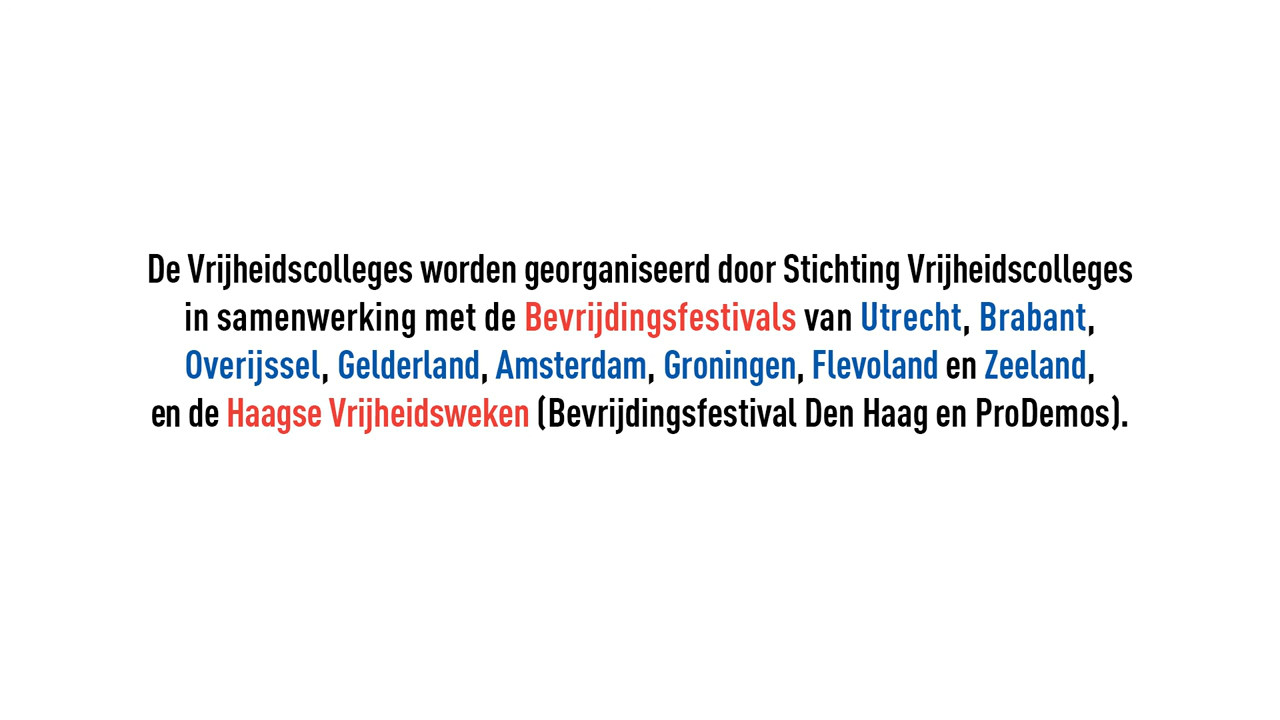 De Vrijheidscolleges worden georganiseerd door Stichting Vrijheidscolleges
in samenwerking met de Bevrijdingsfestivals van Utrecht, Brabant,
Overijssel, Gelderland, Amsterdam, Groningen, Flevoland en Zeeland,
en de Haagse Vrijheidsweken (Bevrijdingsfestival Den Haag en ProDemos).